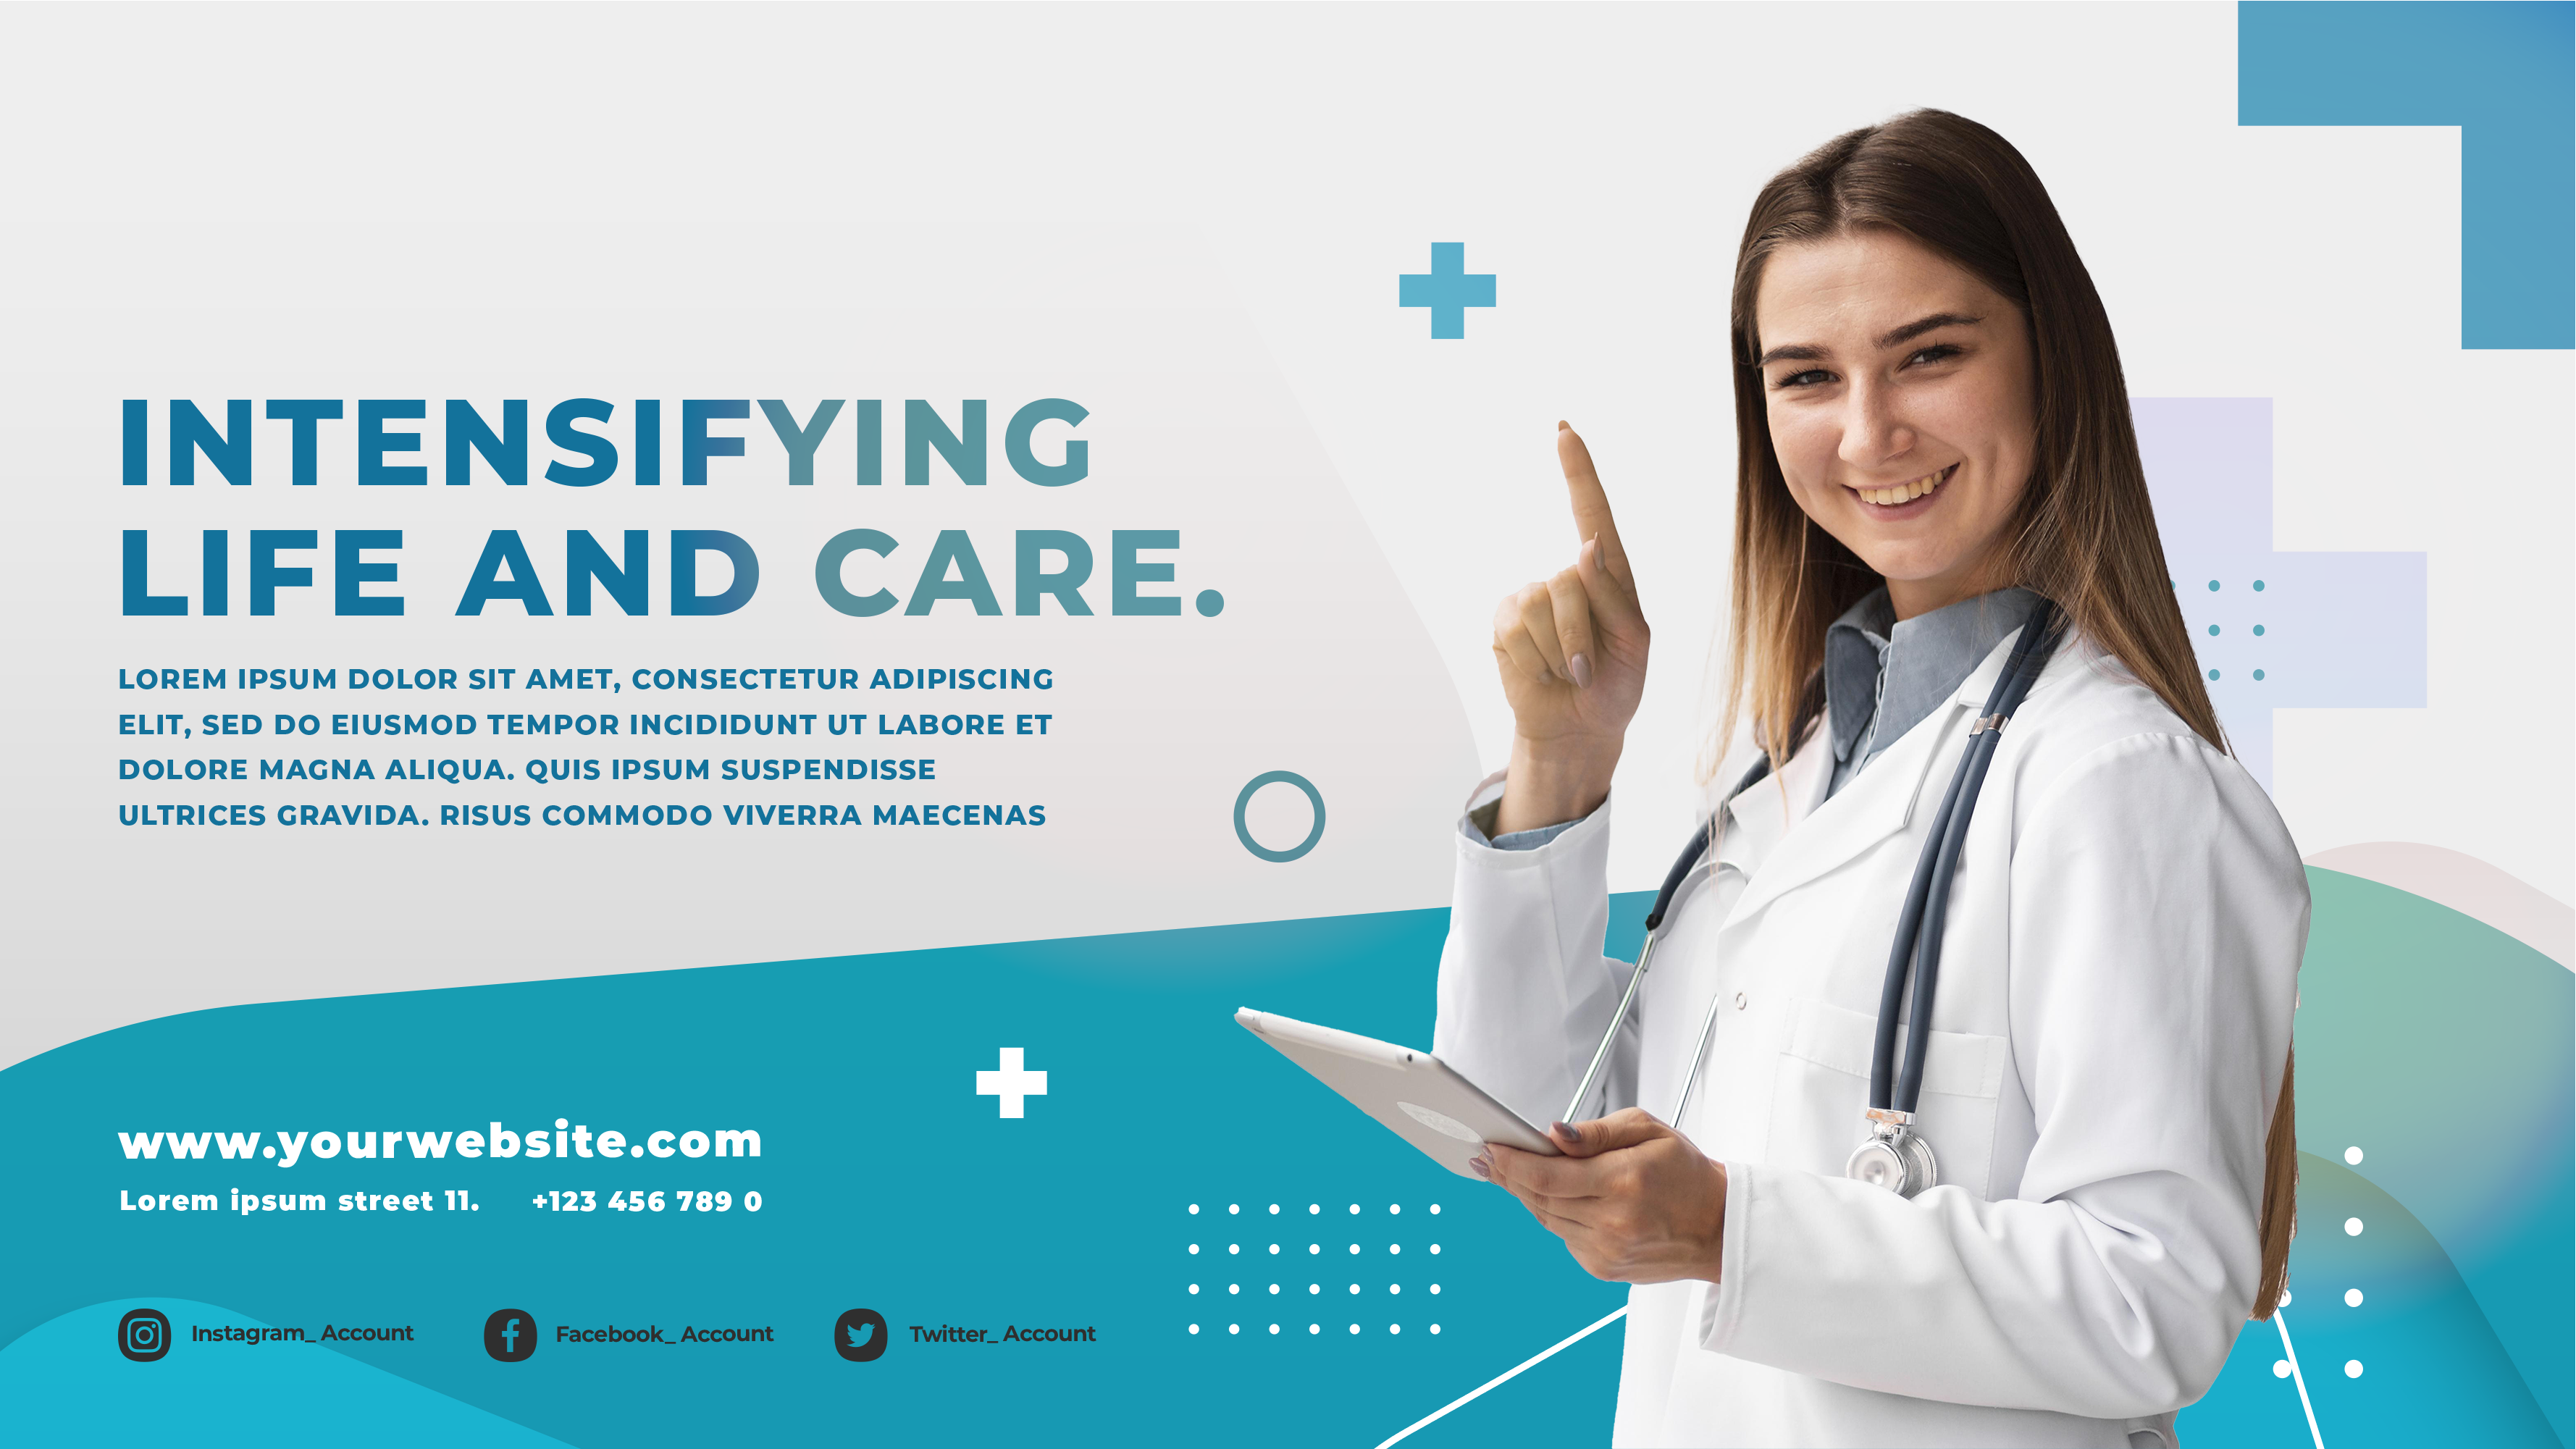 INTENSIFYING
LIFE AND CARE.
LOREM IPSUM DOLOR SIT AMET, CONSECTETUR ADIPISCING
ELIT, SED DO EIUSMOD TEMPOR INCIDIDUNT UT LABORE ET
DOLORE MAGNA ALIQUA. QUIS IPSUM SUSPENDISSE
ULTRICES GRAVIDA. RISUS COMMODO VIVERRA MAECENAS
www.yourwebsite.com
Lorem ipsum street 11. +123 456 789 0
Instagram_ Account Facebook_ Account Twitter_ Account